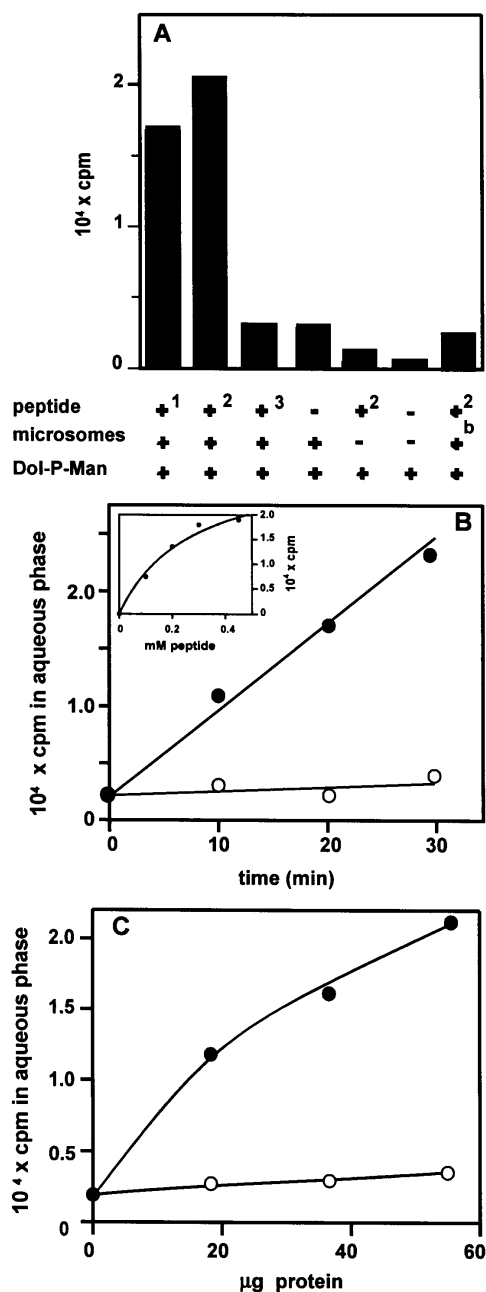 A
2
10⁴ x cpm
1
0
peptide +¹ +² +³ - +² - +²
microsomes + + + + - - +ᵇ
Dol-P-Man + + + + + + +
B
2.0
1.5
1.0
0.5
0
10⁴ x cpm
0 0.2 0.4
mM peptide
10⁴ x cpm in aqueous phase
2.0
1.0
0
0 10 20 30
time (min)
C
10⁴ x cpm in aqueous phase
2.0
1.5
1.0
0.5
0
0 20 40 60
µg protein